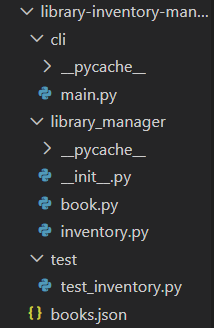 library-inventory-man...
cli
__pycache__
main.py
library_manager
__pycache__
__init__.py
book.py
inventory.py
test
test_inventory.py
{} books.json